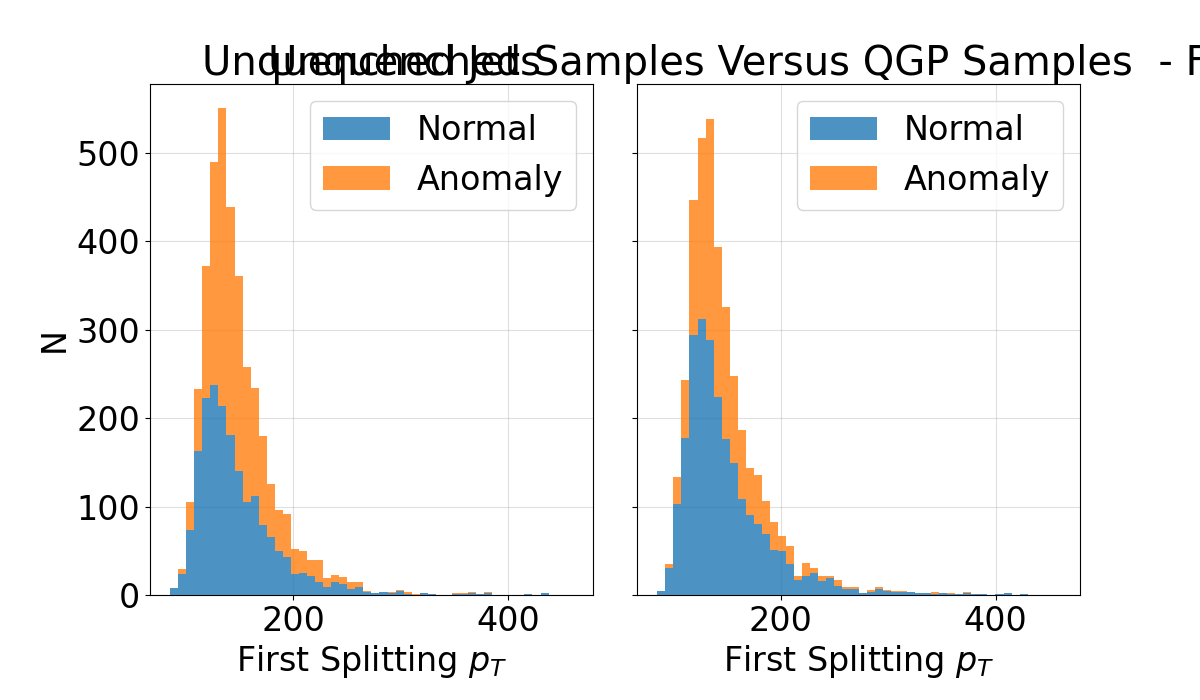 Samples Versus QGP Samples - F
Normal
Anomaly
Normal
Anomaly
500
400
300
200
100
0
N
200
400
200
400
First Splitting p_T
First Splitting p_T